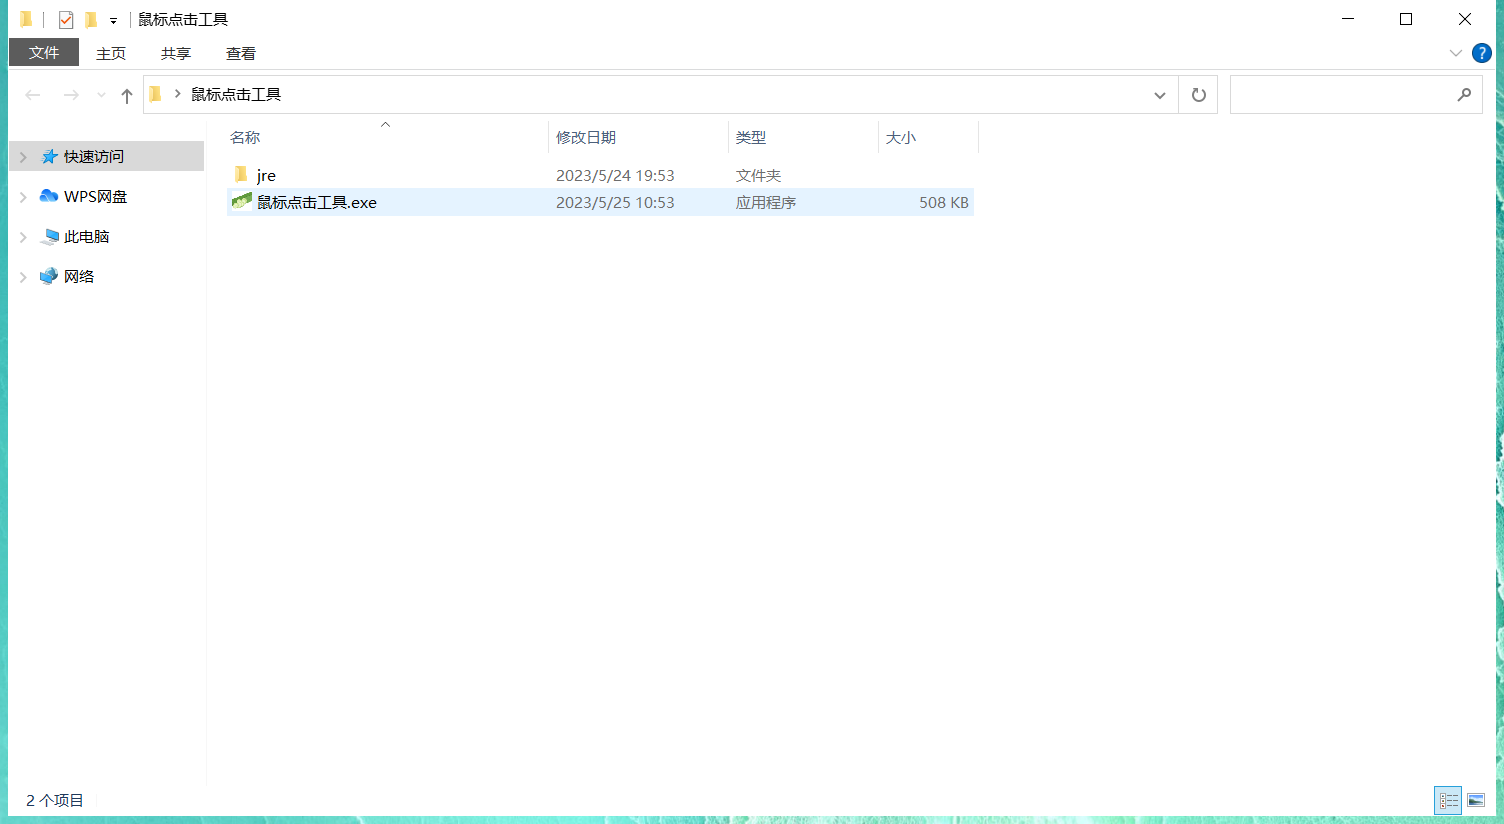 鼠标点击工具
文件 主页 共享 查看
鼠标点击工具
名称 修改日期 类型 大小
快速访问
WPS网盘
此电脑
网络
jre 2023/5/24 19:53 文件夹
鼠标点击工具.exe 2023/5/25 10:53 应用程序 508 KB
2 个项目